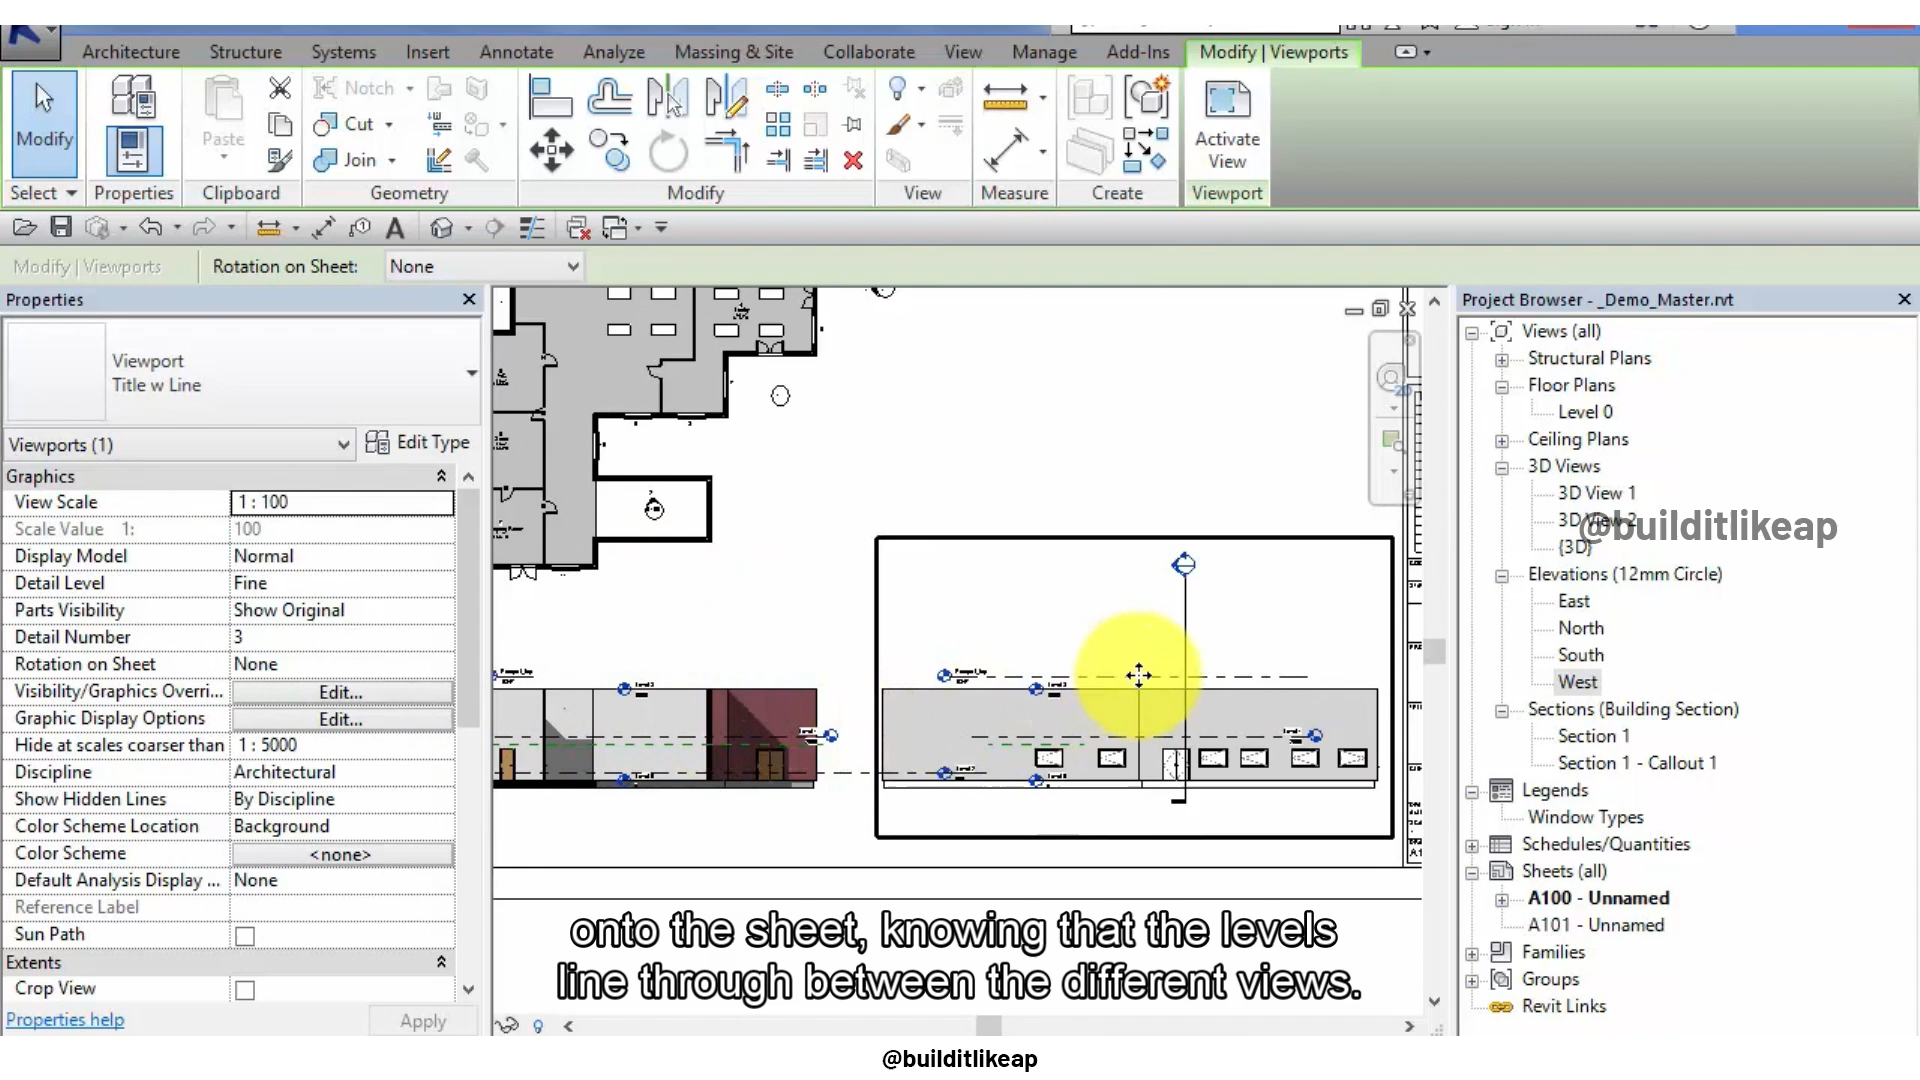 Architecture Structure Systems Insert Annotate Analyze Massing & Site Collaborate View Manage Add-Ins Modify | Viewports
Modify
Paste
Notch
Cut
Join
Activate
View
Select Properties Clipboard Geometry Modify View Measure Create Viewport
Modify | Viewports Rotation on Sheet: None
Properties
Viewport
Title w Line
Viewports (1) Edit Type
Graphics
View Scale 1 : 100
Scale Value 1: 100
Display Model Normal
Detail Level Fine
Parts Visibility Show Original
Detail Number 3
Rotation on Sheet None
Visibility/Graphics Overri... Edit...
Graphic Display Options Edit...
Hide at scales coarser than 1 : 5000
Discipline Architectural
Show Hidden Lines By Discipline
Color Scheme Location Background
Color Scheme <none>
Default Analysis Display ... None
Reference Label
Sun Path
Extents
Crop View
Properties help Apply
Project Browser - _Demo_Master.rvt
Views (all)
Structural Plans
Floor Plans
Level 0
Ceiling Plans
3D Views
3D View 1
3D View 2
{3D}
@builditlikeap
Elevations (12mm Circle)
East
North
South
West
Sections (Building Section)
Section 1
Section 1 - Callout 1
Legends
Window Types
Schedules/Quantities
Sheets (all)
A100 - Unnamed
A101 - Unnamed
Families
Groups
Revit Links
onto the sheet, knowing that the levels
line through between the different views.
@builditlikeap